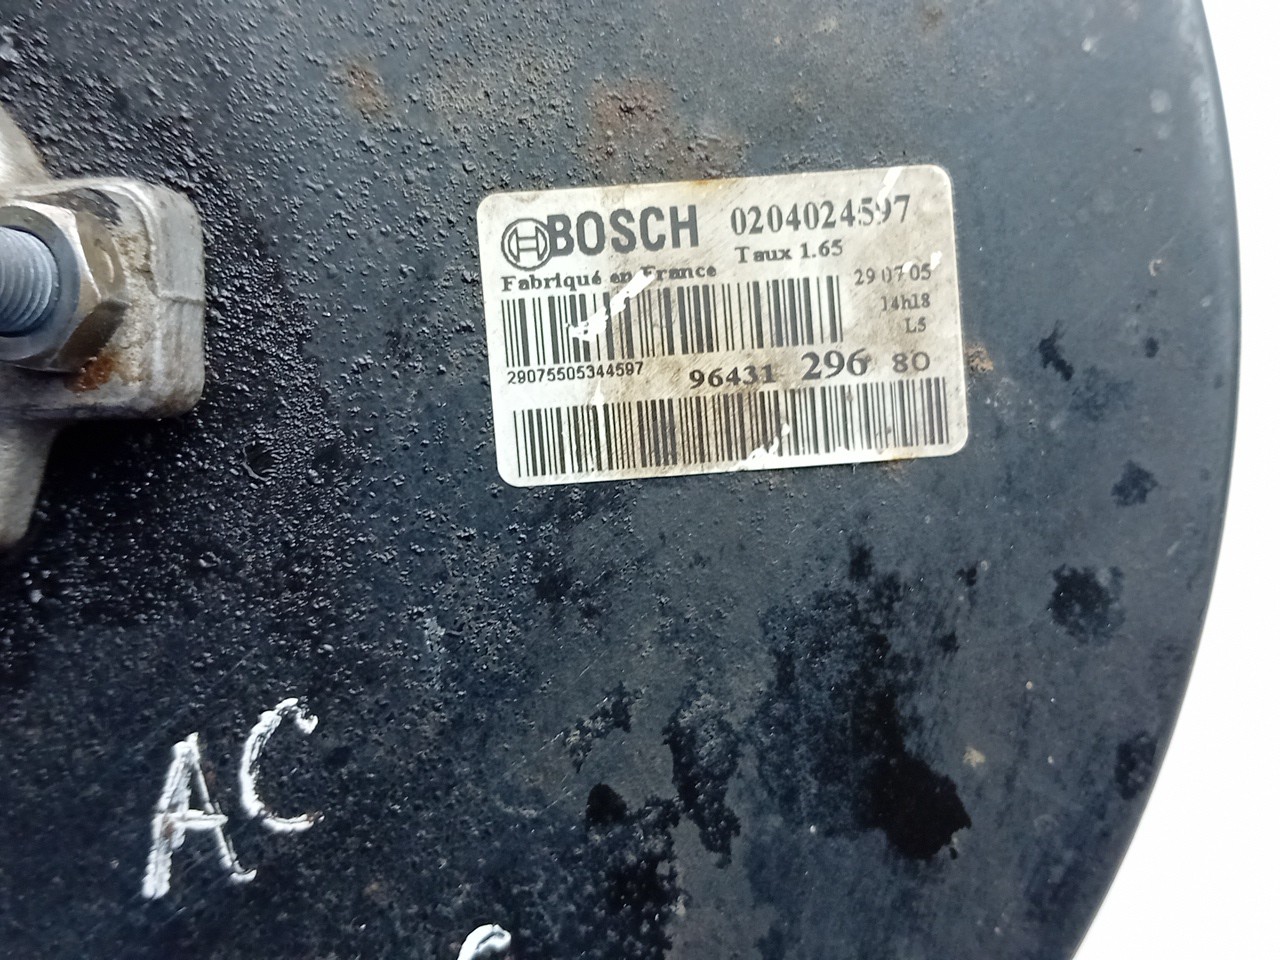 BOSCH 0204024597
Taux 1.65
Fabriqué en France
29 07 05
14h18
L5
29075505344597
96431 296 80
AC